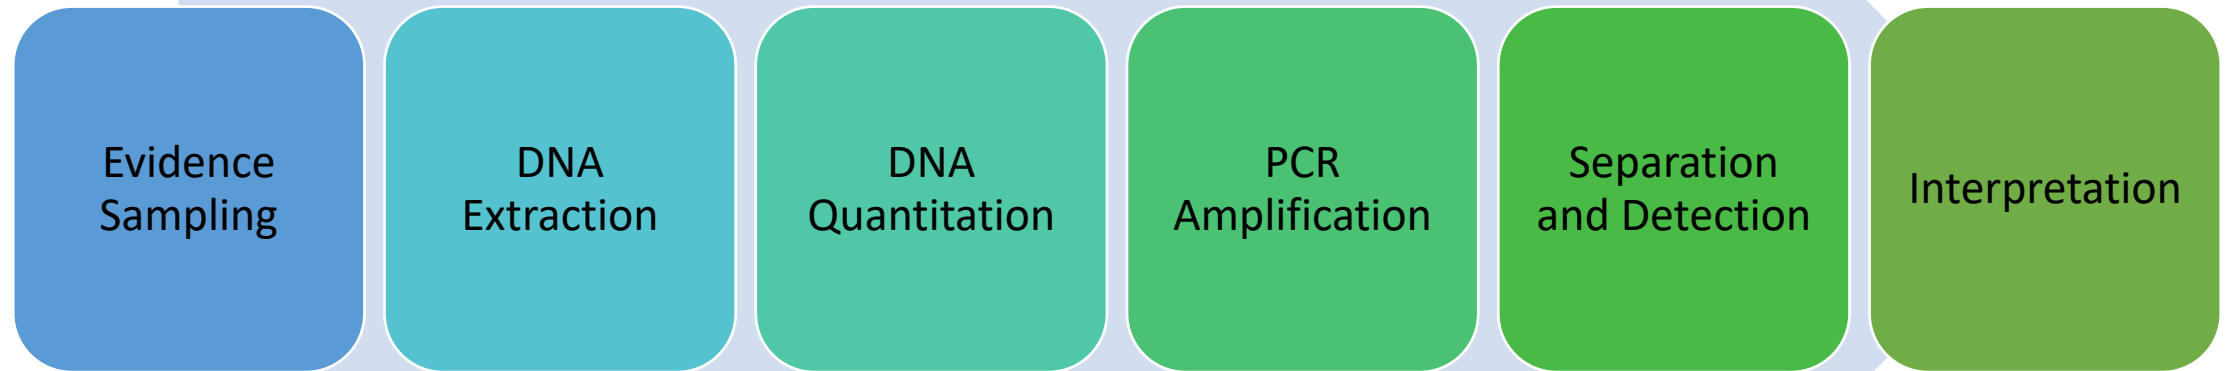 Evidence
Sampling
DNA
Extraction
DNA
Quantitation
PCR
Amplification
Separation
and Detection
Interpretation